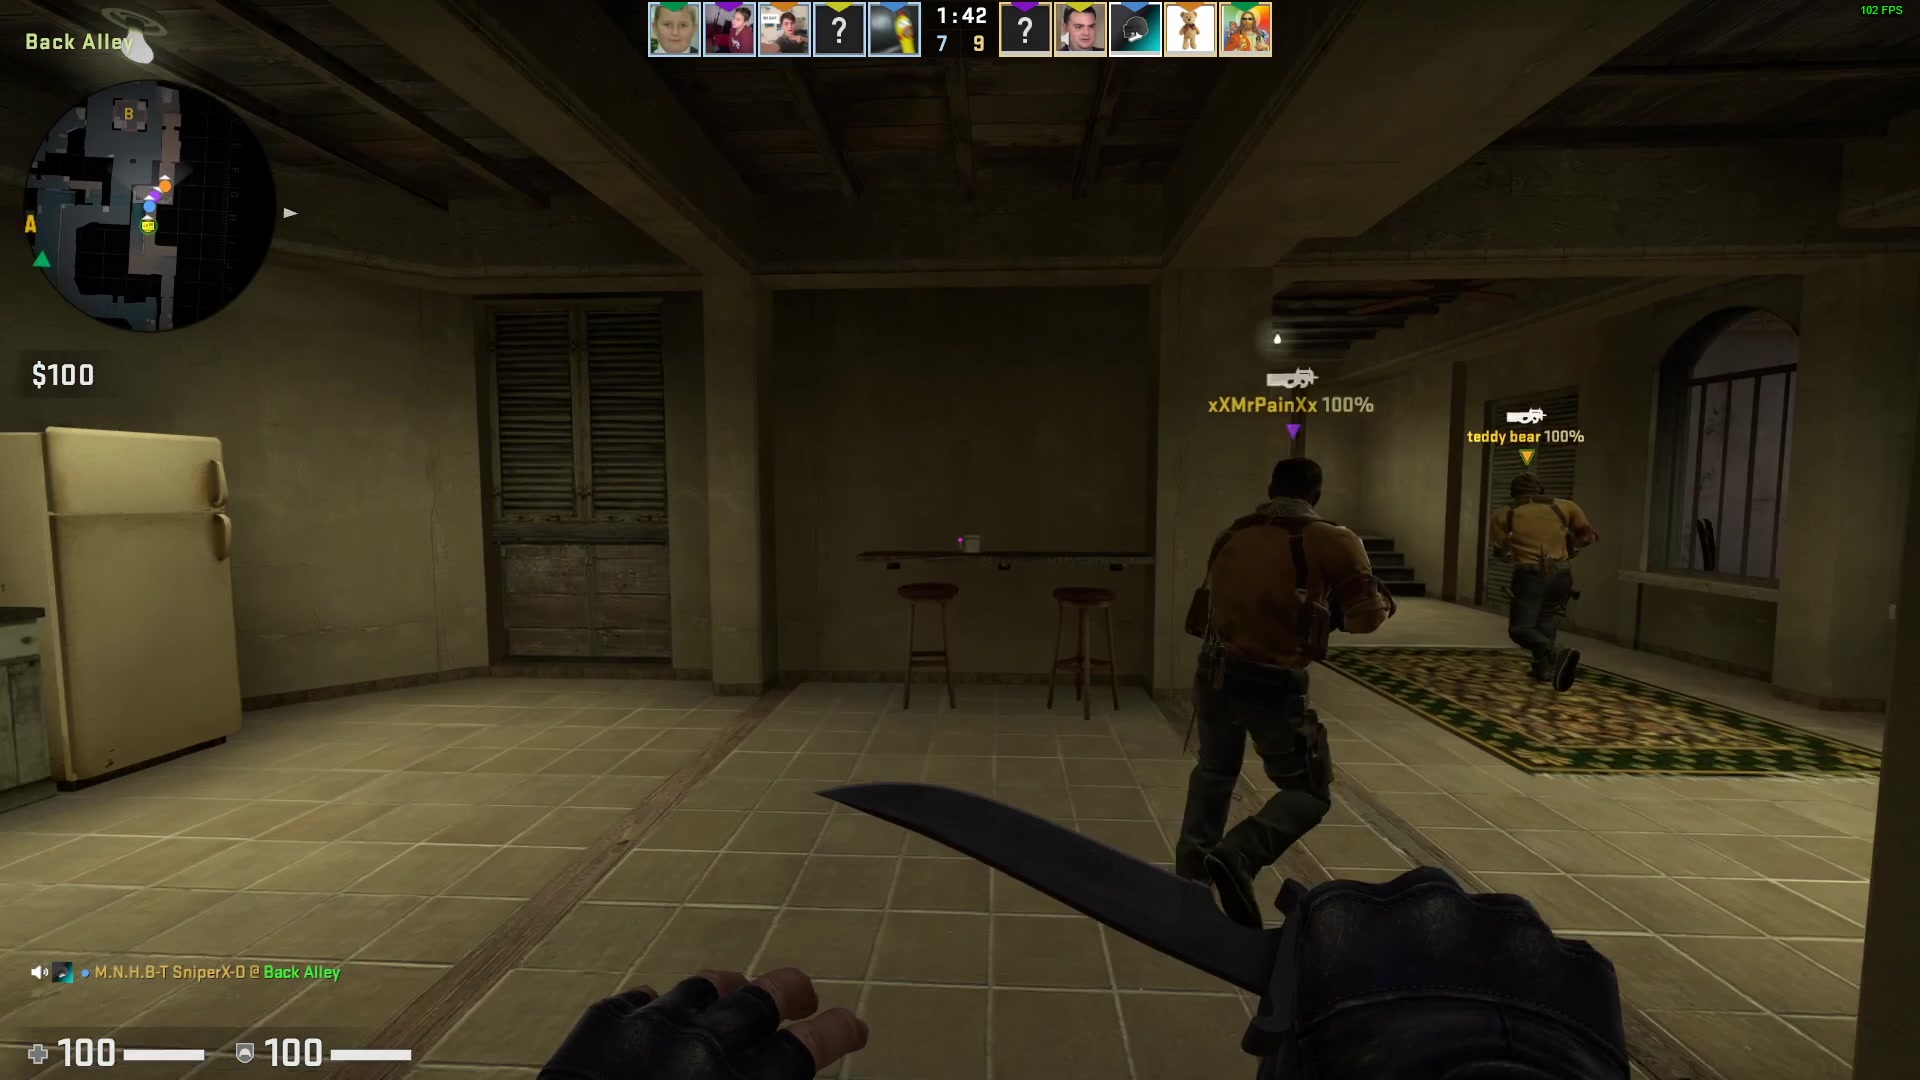 102 FPS
Back Alley
1:42
? ?
7 9
B
A
$100
xXMrPainXx 100%
teddy bear 100%
M.N.H.B-T SniperX-D @ Back Alley
100 100